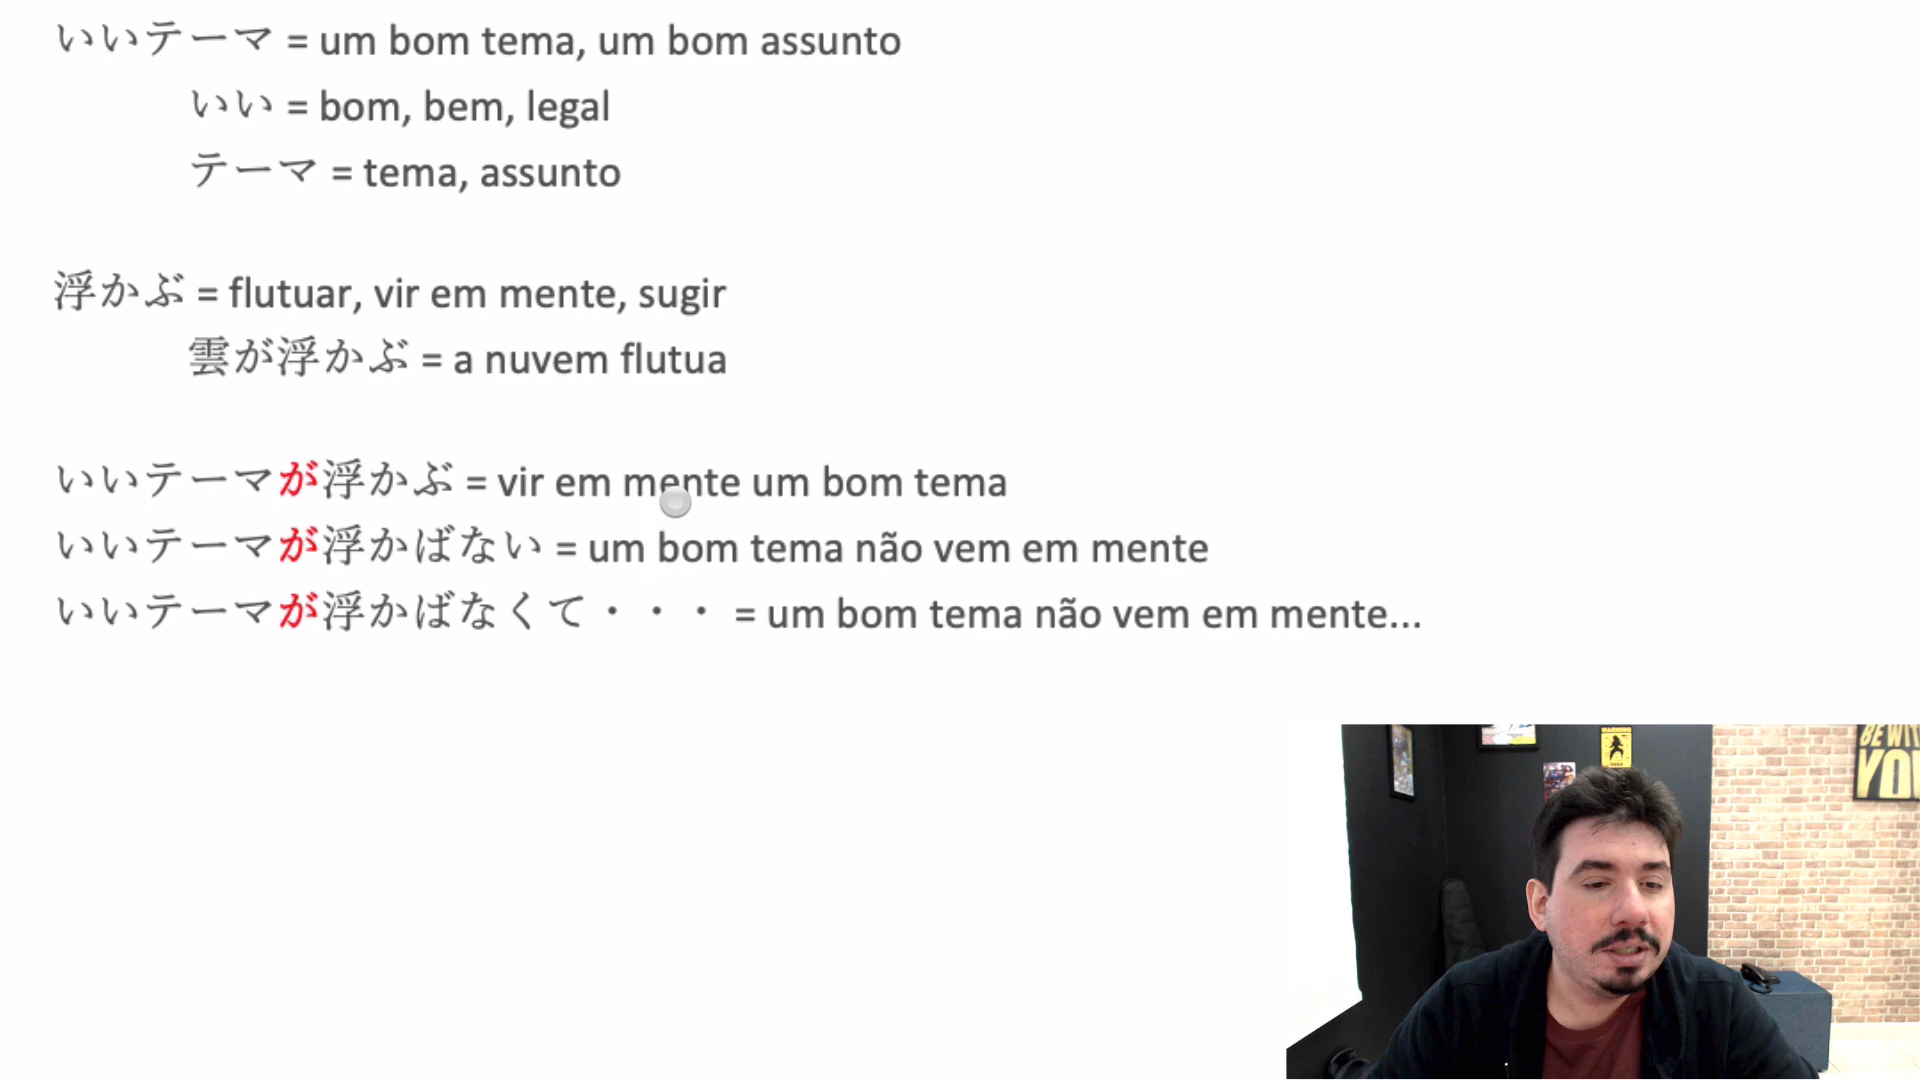 いいテーマ = um bom tema, um bom assunto
いい = bom, bem, legal
テーマ = tema, assunto
浮かぶ = flutuar, vir em mente, sugir
雲が浮かぶ = a nuvem flutua
いいテーマが浮かぶ = vir em mente um bom tema
いいテーマが浮かばない = um bom tema não vem em mente
いいテーマが浮かばなくて・・・ = um bom tema não vem em mente...
WARNING
BE WIT
YOU